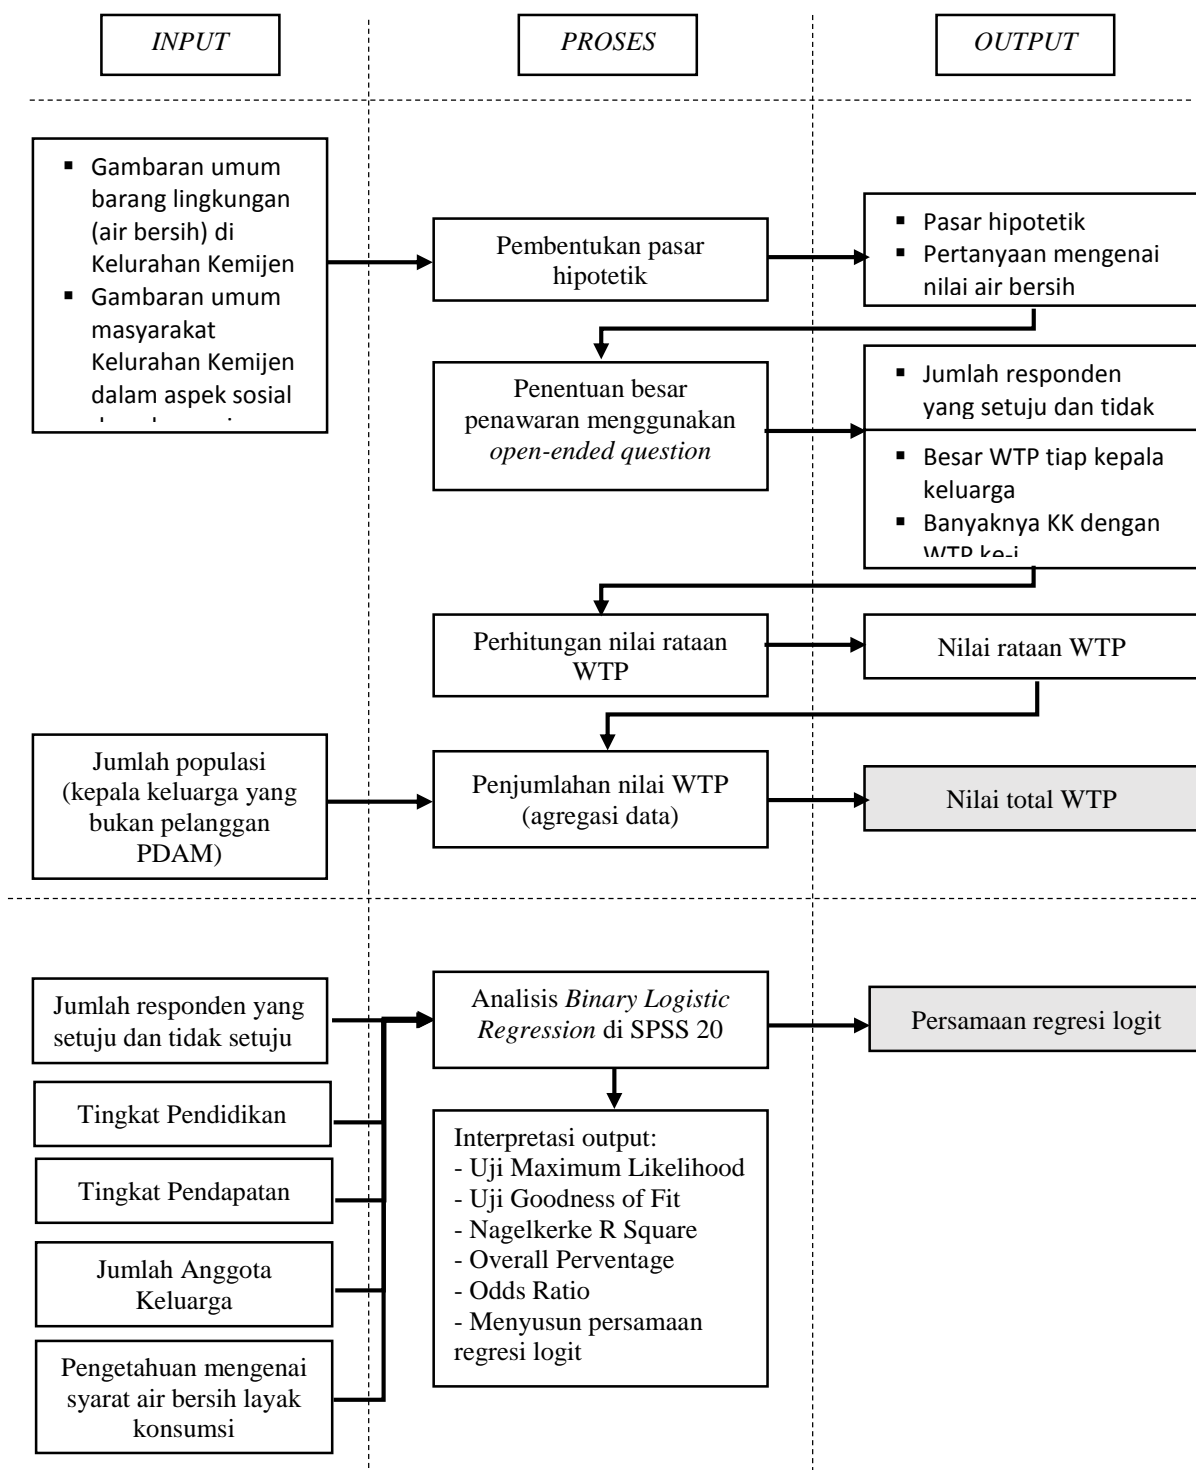 INPUT
PROSES
OUTPUT
▪ Gambaran umum
barang lingkungan
(air bersih) di
Kelurahan Kemijen
▪ Gambaran umum
masyarakat
Kelurahan Kemijen
dalam aspek sosial
Pembentukan pasar
hipotetik
▪ Pasar hipotetik
▪ Pertanyaan mengenai
nilai air bersih
Penentuan besar
penawaran menggunakan
open-ended question
▪ Jumlah responden
yang setuju dan tidak
▪ Besar WTP tiap kepala
keluarga
▪ Banyaknya KK dengan
WTP ke-i
Perhitungan nilai rataan
WTP
Nilai rataan WTP
Jumlah populasi
(kepala keluarga yang
bukan pelanggan
PDAM)
Penjumlahan nilai WTP
(agregasi data)
Nilai total WTP
Jumlah responden yang
setuju dan tidak setuju
Analisis Binary Logistic
Regression di SPSS 20
Persamaan regresi logit
Tingkat Pendidikan
Tingkat Pendapatan
Jumlah Anggota
Keluarga
Pengetahuan mengenai
syarat air bersih layak
konsumsi
Interpretasi output:
- Uji Maximum Likelihood
- Uji Goodness of Fit
- Nagelkerke R Square
- Overall Perventage
- Odds Ratio
- Menyusun persamaan
regresi logit